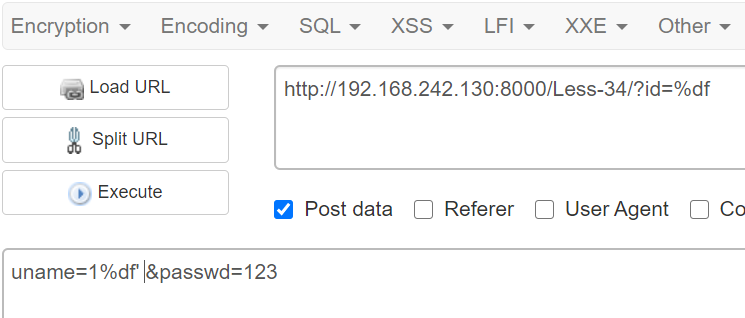 Encryption Encoding SQL XSS LFI XXE Other
Load URL
http://192.168.242.130:8000/Less-34/?id=%df
Split URL
Execute
Post data Referer User Agent Co
uname=1%df' &passwd=123